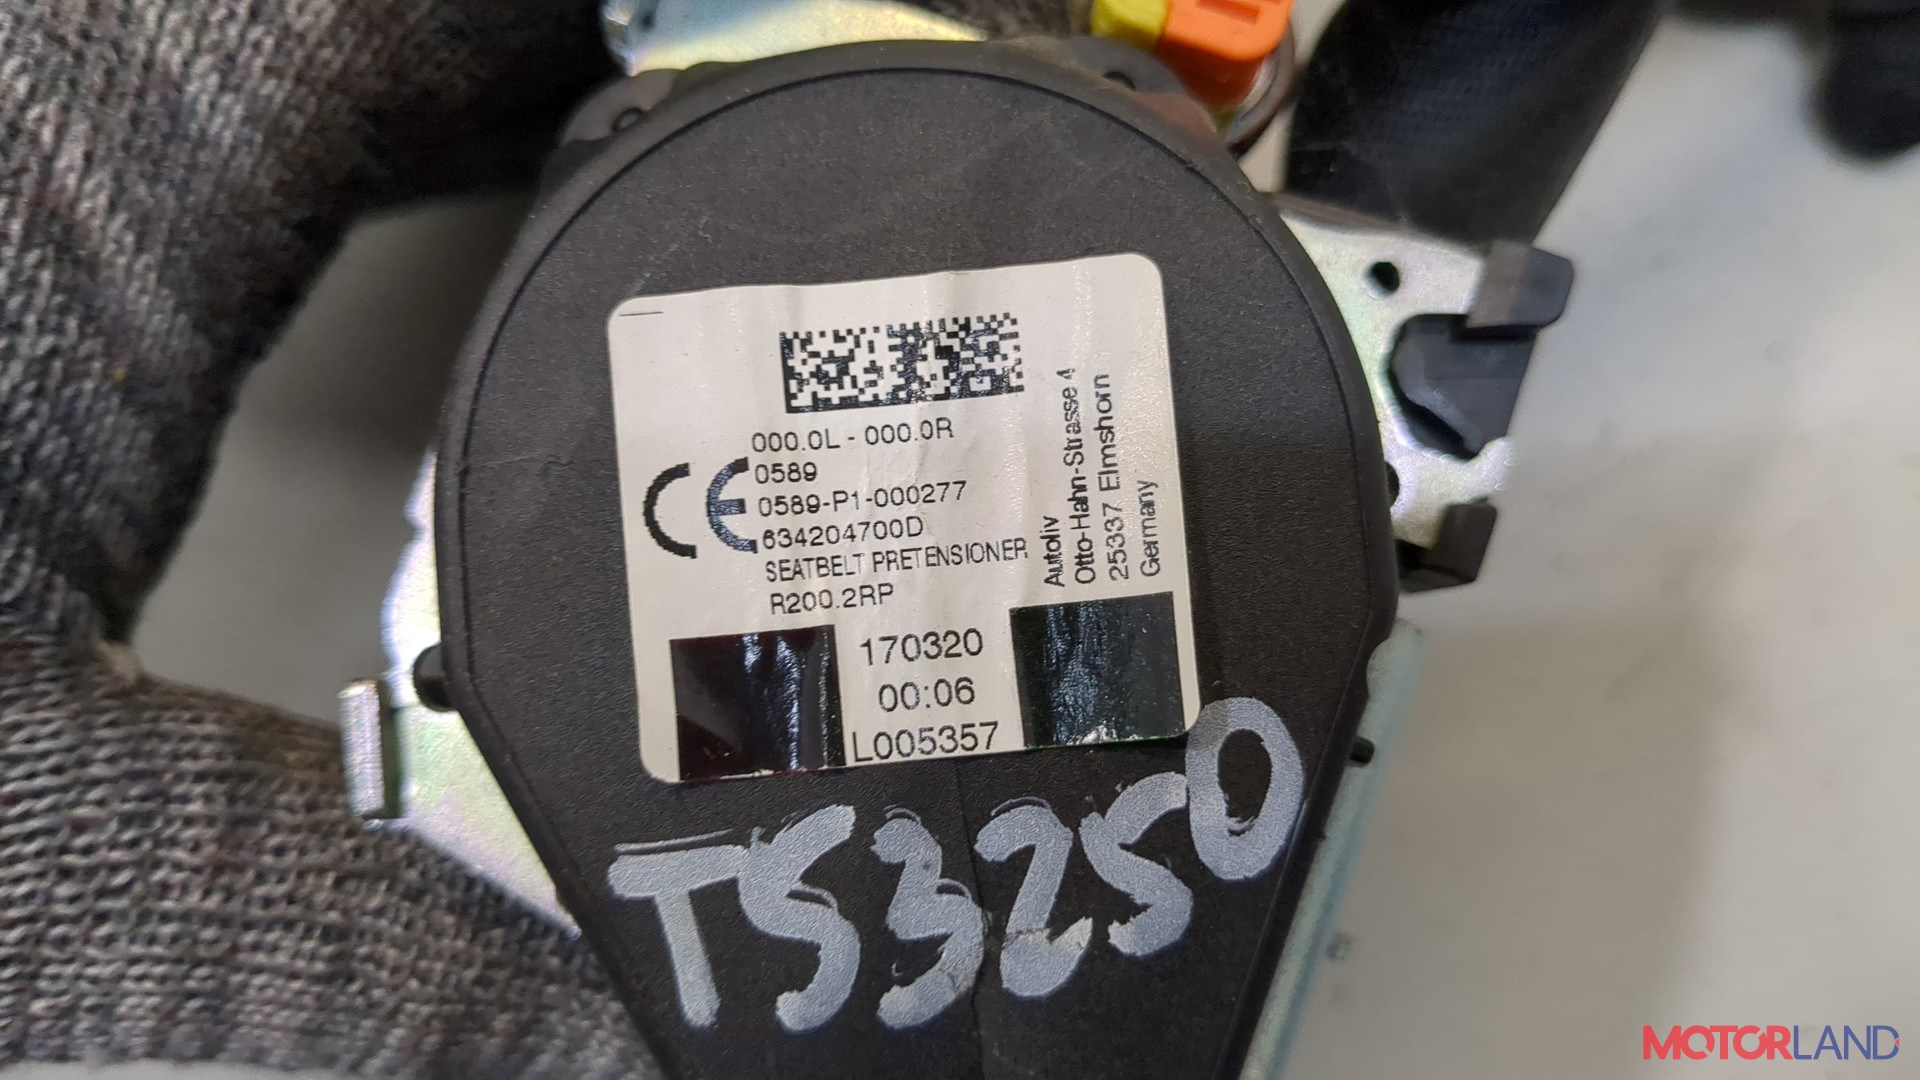 000.0L - 000.0R
CE
0589
0589-P1-000277
634204700D
SEATBELT PRETENSIONER
R200.2RP
Autoliv
Otto-Hahn-Strasse 4
25337 Elmshorn
Germany
170320
00:06
L005357
TS3250
MOTORLAND